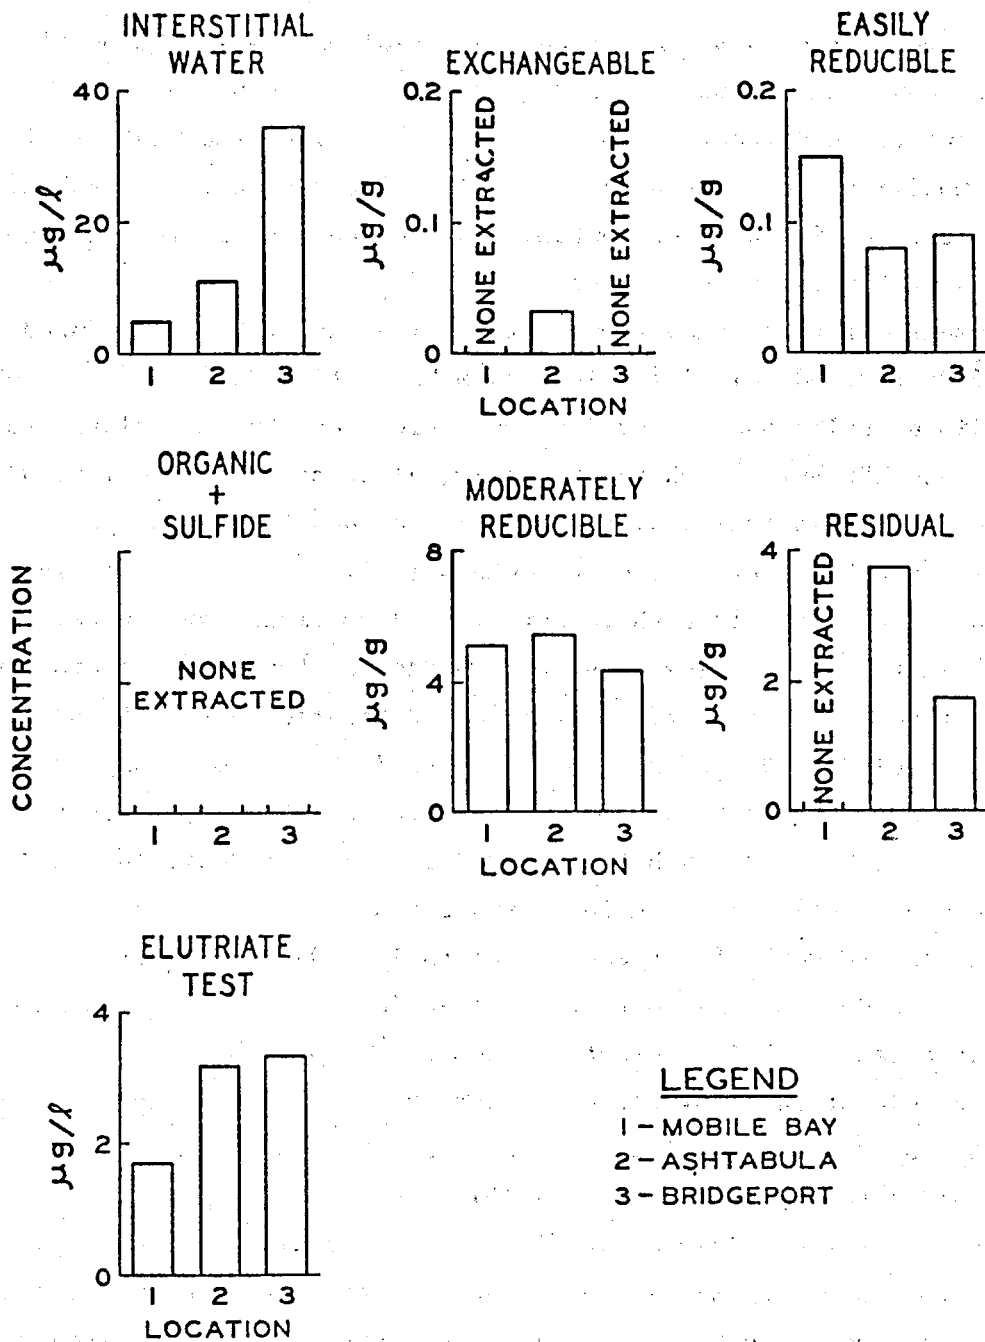 INTERSTITIAL
WATER
40
20
0
µg/l
1 2 3
EXCHANGEABLE
0.2
0.1
0
µg/g
NONE EXTRACTED
NONE EXTRACTED
1 2 3
LOCATION
EASILY
REDUCIBLE
0.2
0.1
0
µg/g
1 2 3
CONCENTRATION
ORGANIC
+
SULFIDE
NONE
EXTRACTED
1 2 3
MODERATELY
REDUCIBLE
8
4
0
µg/g
1 2 3
LOCATION
RESIDUAL
4
2
0
µg/g
NONE EXTRACTED
1 2 3
ELUTRIATE
TEST
4
2
0
µg/l
1 2 3
LOCATION
LEGEND
1 - MOBILE BAY
2 - ASHTABULA
3 - BRIDGEPORT